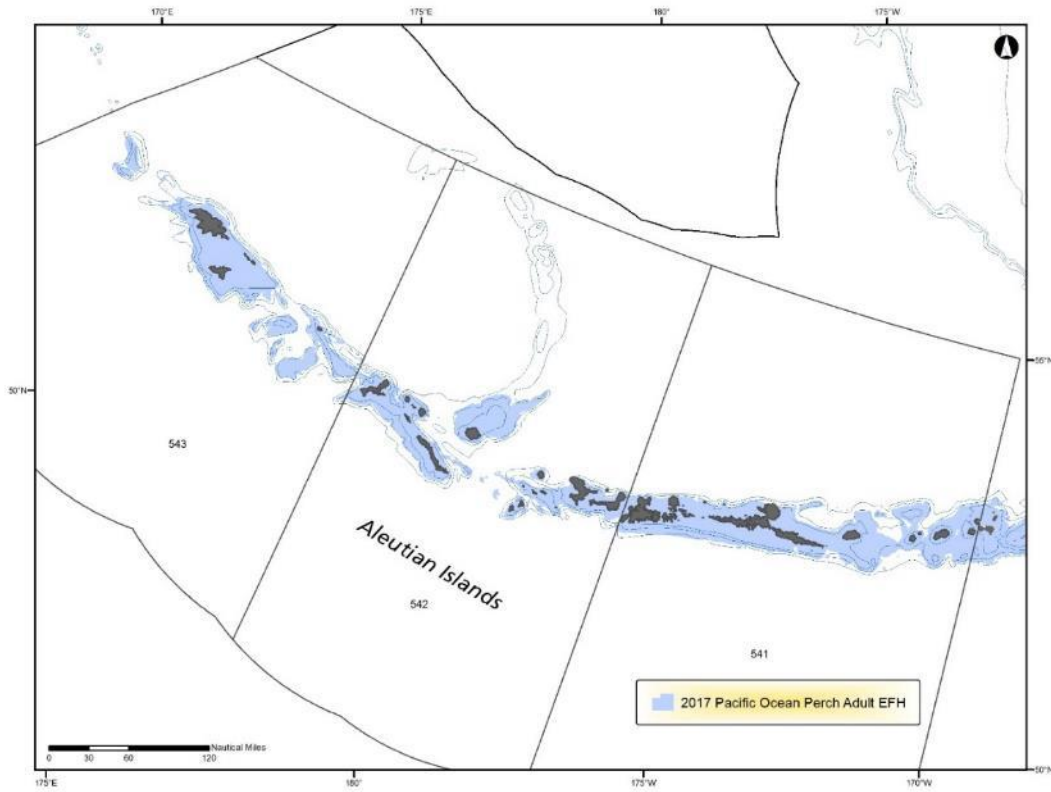 170°E 175°E 180° 175°W
50°N
55°N
543
Aleutian Islands
542
541
2017 Pacific Ocean Perch Adult EFH
Nautical Miles
0 30 60 120
50°N
175°E 180° 175°W 170°W